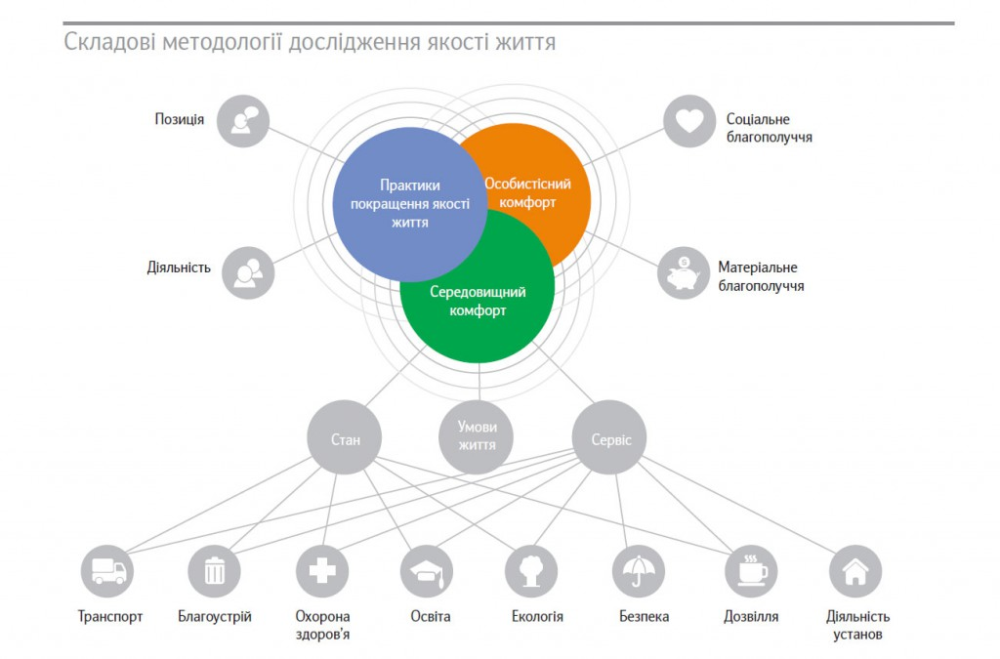 Складові методології дослідження якості життя
Позиція
Соціальне
благополуччя
Практики
покращення якості
життя
Особистісний
комфорт
Діяльність
Матеріальне
благополуччя
Середовищний
комфорт
Стан
Умови
життя
Сервіс
Транспорт
Благоустрій
Охорона
здоров'я
Освіта
Екологія
Безпека
Дозвілля
Діяльність
установ